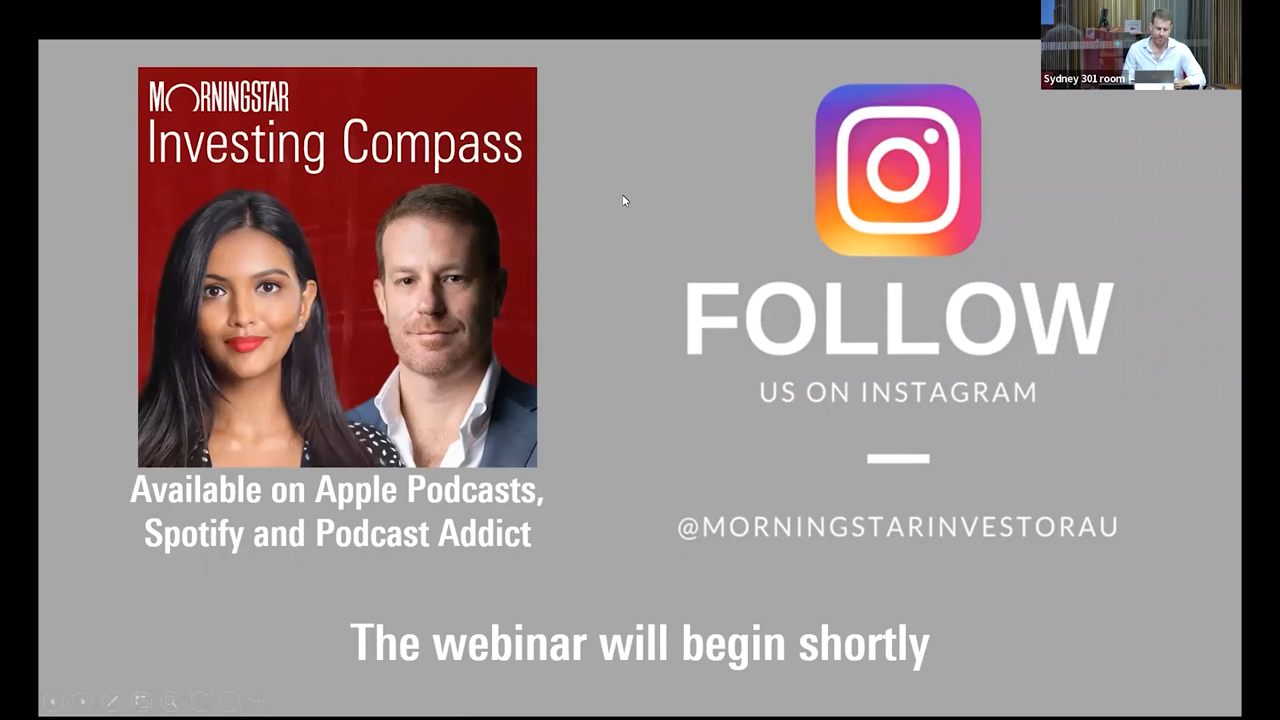 MORNINGSTAR
Investing Compass
Available on Apple Podcasts,
Spotify and Podcast Addict
FOLLOW
US ON INSTAGRAM
@MORNINGSTARINVESTORAU
The webinar will begin shortly
Sydney 301 room